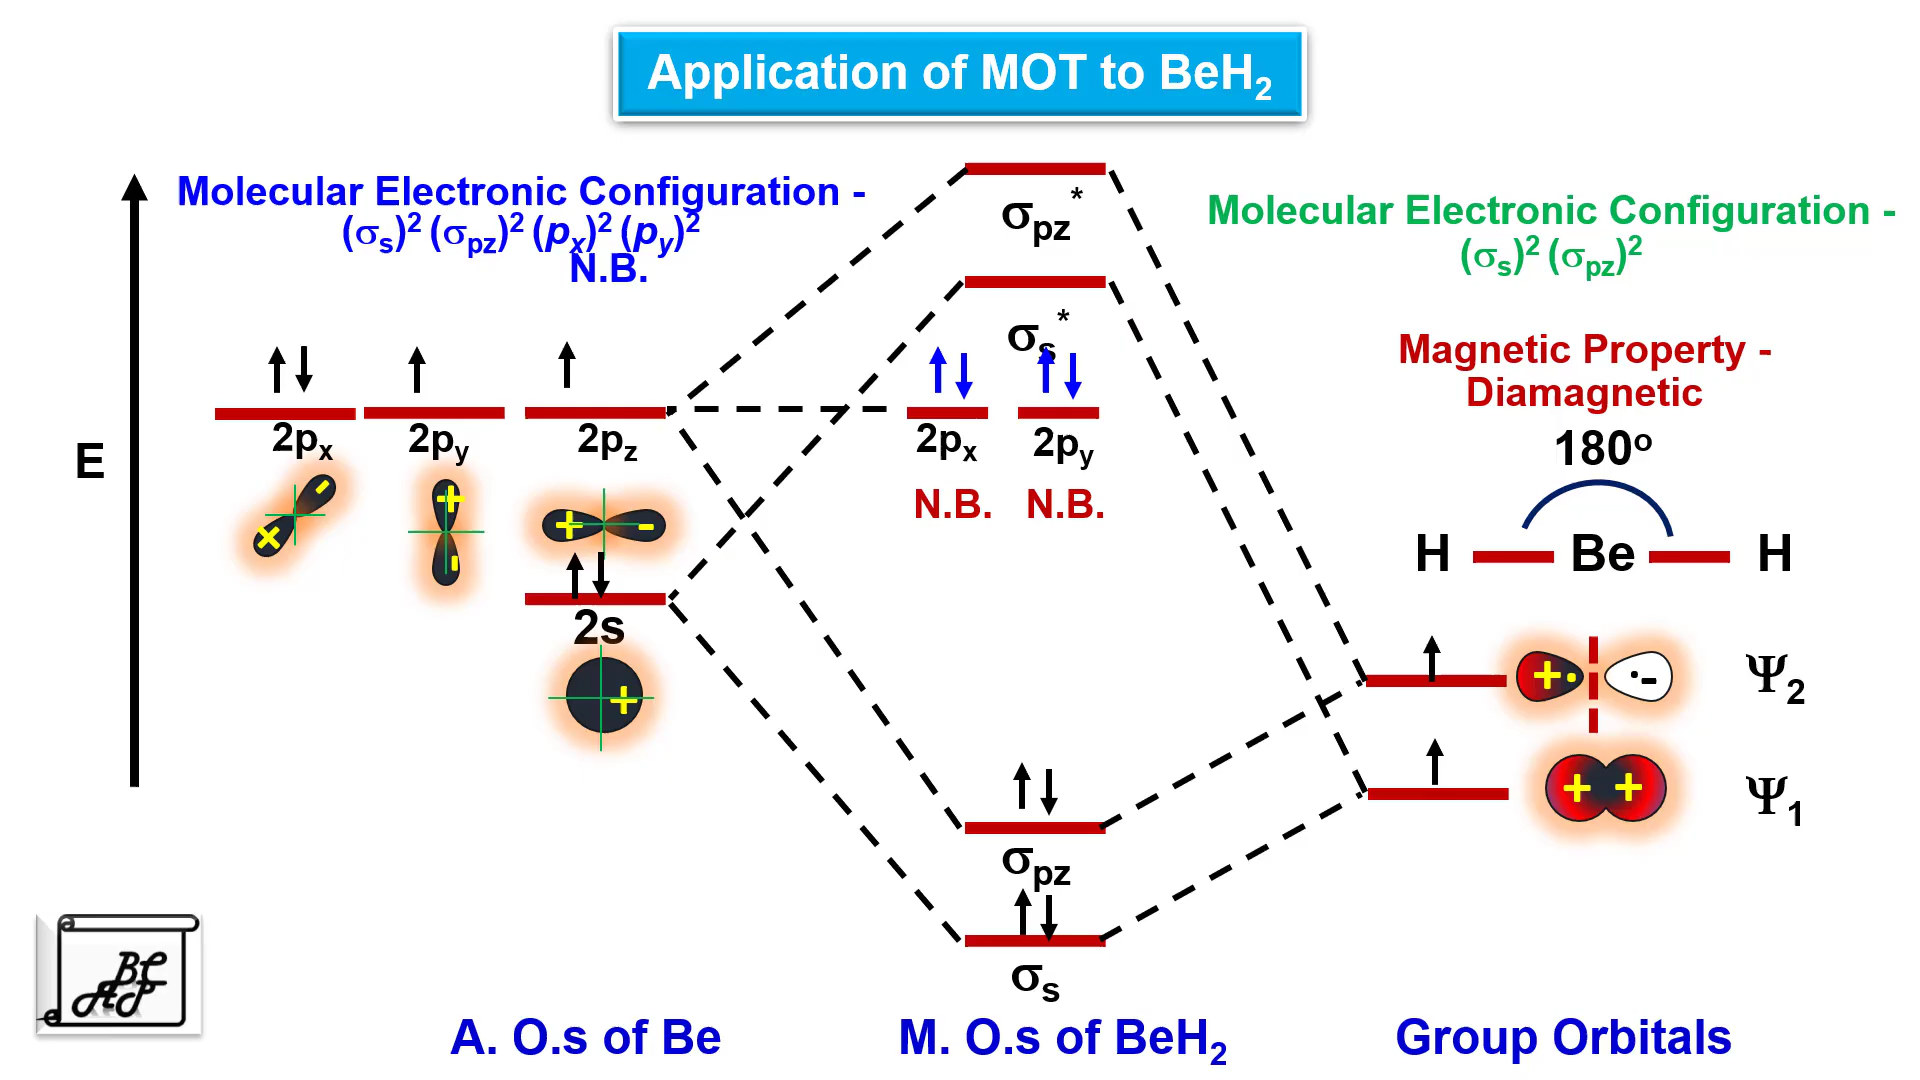 Application of MOT to BeH₂
Molecular Electronic Configuration -
(σs)² (σpz)² (px)² (py)²
N.B.
Molecular Electronic Configuration -
(σs)² (σpz)²
σpz*
σs*
Magnetic Property -
Diamagnetic
180°
H Be H
E
2px 2py 2pz
2px 2py
N.B. N.B.
+ - + - + -
2s
+
+ -
Ψ₂
+ +
Ψ₁
σpz
σs
BC
AP
A. O.s of Be
M. O.s of BeH₂
Group Orbitals